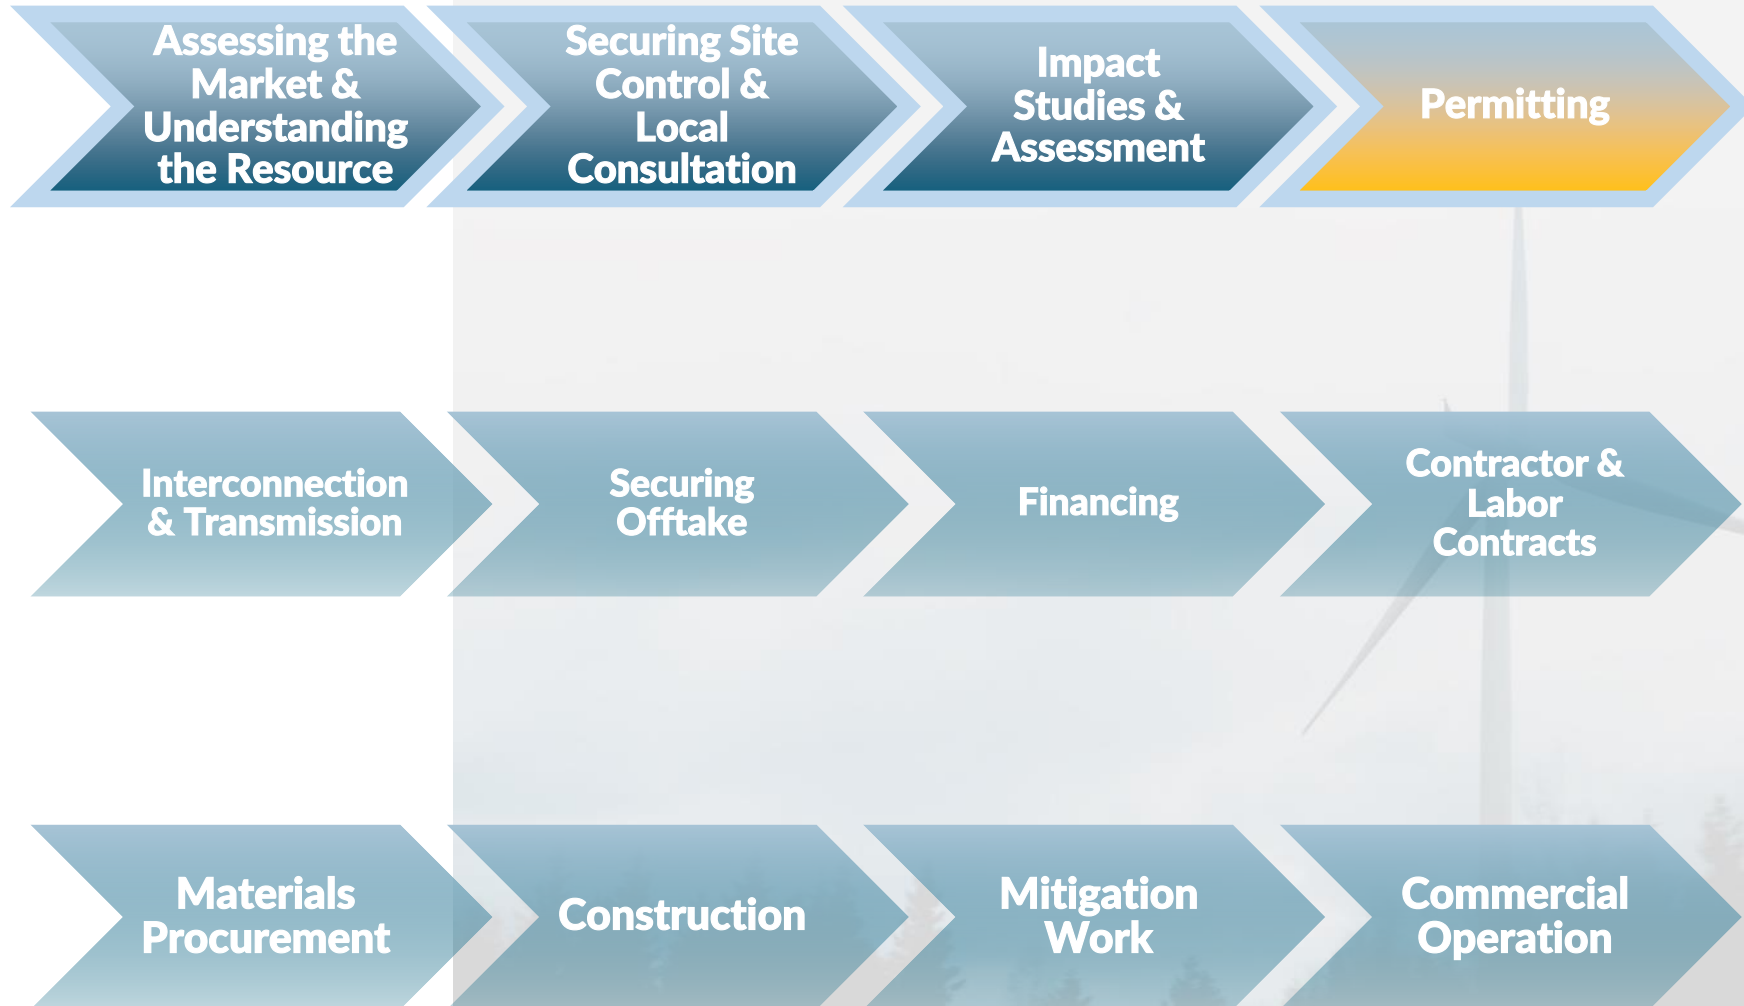 Assessing the
Market &
Understanding
the Resource
Securing Site
Control &
Local
Consultation
Impact
Studies &
Assessment
Permitting
Interconnection
& Transmission
Securing
Offtake
Financing
Contractor &
Labor
Contracts
Materials
Procurement
Construction
Mitigation
Work
Commercial
Operation